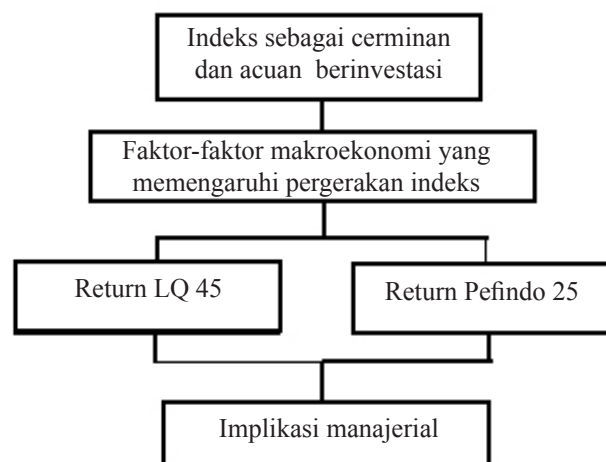 Indeks sebagai cerminan
dan acuan berinvestasi
Faktor-faktor makroekonomi yang
memengaruhi pergerakan indeks
Return LQ 45
Return Pefindo 25
Implikasi manajerial